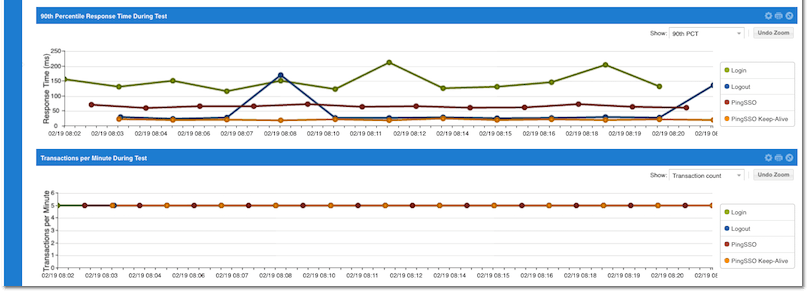 90th Percentile Response Time During Test
Show: 90th PCT Undo Zoom
Response Time (ms)
250
200
150
100
50
0
02/19 08:02 02/19 08:03 02/19 08:04 02/19 08:06 02/19 08:07 02/19 08:08 02/19 08:10 02/19 08:11 02/19 08:12 02/19 08:14 02/19 08:15 02/19 08:16 02/19 08:18 02/19 08:19 02/19 08:20 02/19 08
Login
Logout
PingSSO
PingSSO Keep-Alive
Transactions per Minute During Test
Show: Transaction count Undo Zoom
Transactions per Minute
6
5
4
3
2
1
0
02/19 08:02 02/19 08:03 02/19 08:04 02/19 08:06 02/19 08:07 02/19 08:08 02/19 08:10 02/19 08:11 02/19 08:12 02/19 08:14 02/19 08:15 02/19 08:16 02/19 08:18 02/19 08:19 02/19 08:20 02/19 08
Login
Logout
PingSSO
PingSSO Keep-Alive